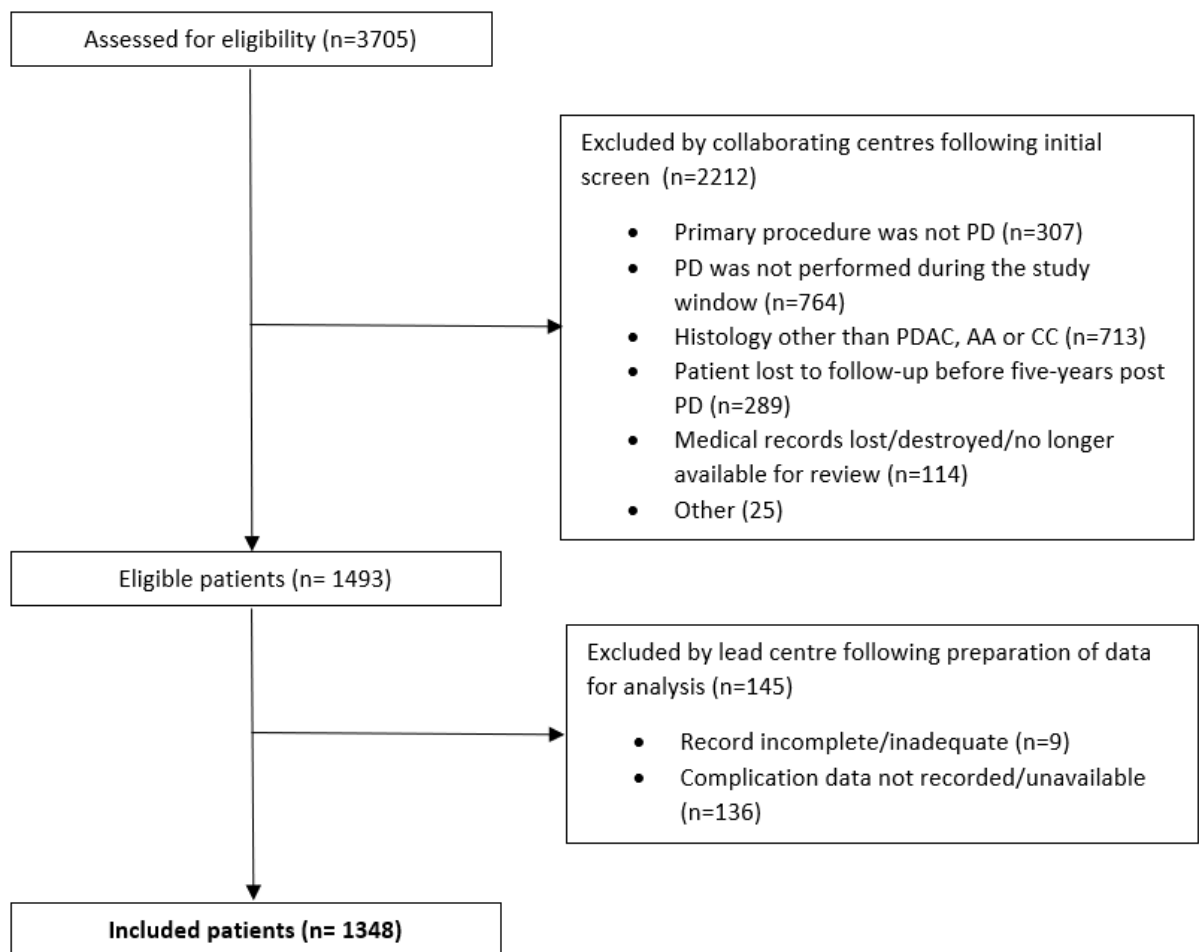 Assessed for eligibility (n=3705)
Excluded by collaborating centres following initial
screen (n=2212)
• Primary procedure was not PD (n=307)
• PD was not performed during the study
window (n=764)
• Histology other than PDAC, AA or CC (n=713)
• Patient lost to follow-up before five-years post
PD (n=289)
• Medical records lost/destroyed/no longer
available for review (n=114)
• Other (25)
Eligible patients (n= 1493)
Excluded by lead centre following preparation of data
for analysis (n=145)
• Record incomplete/inadequate (n=9)
• Complication data not recorded/unavailable
(n=136)
Included patients (n= 1348)